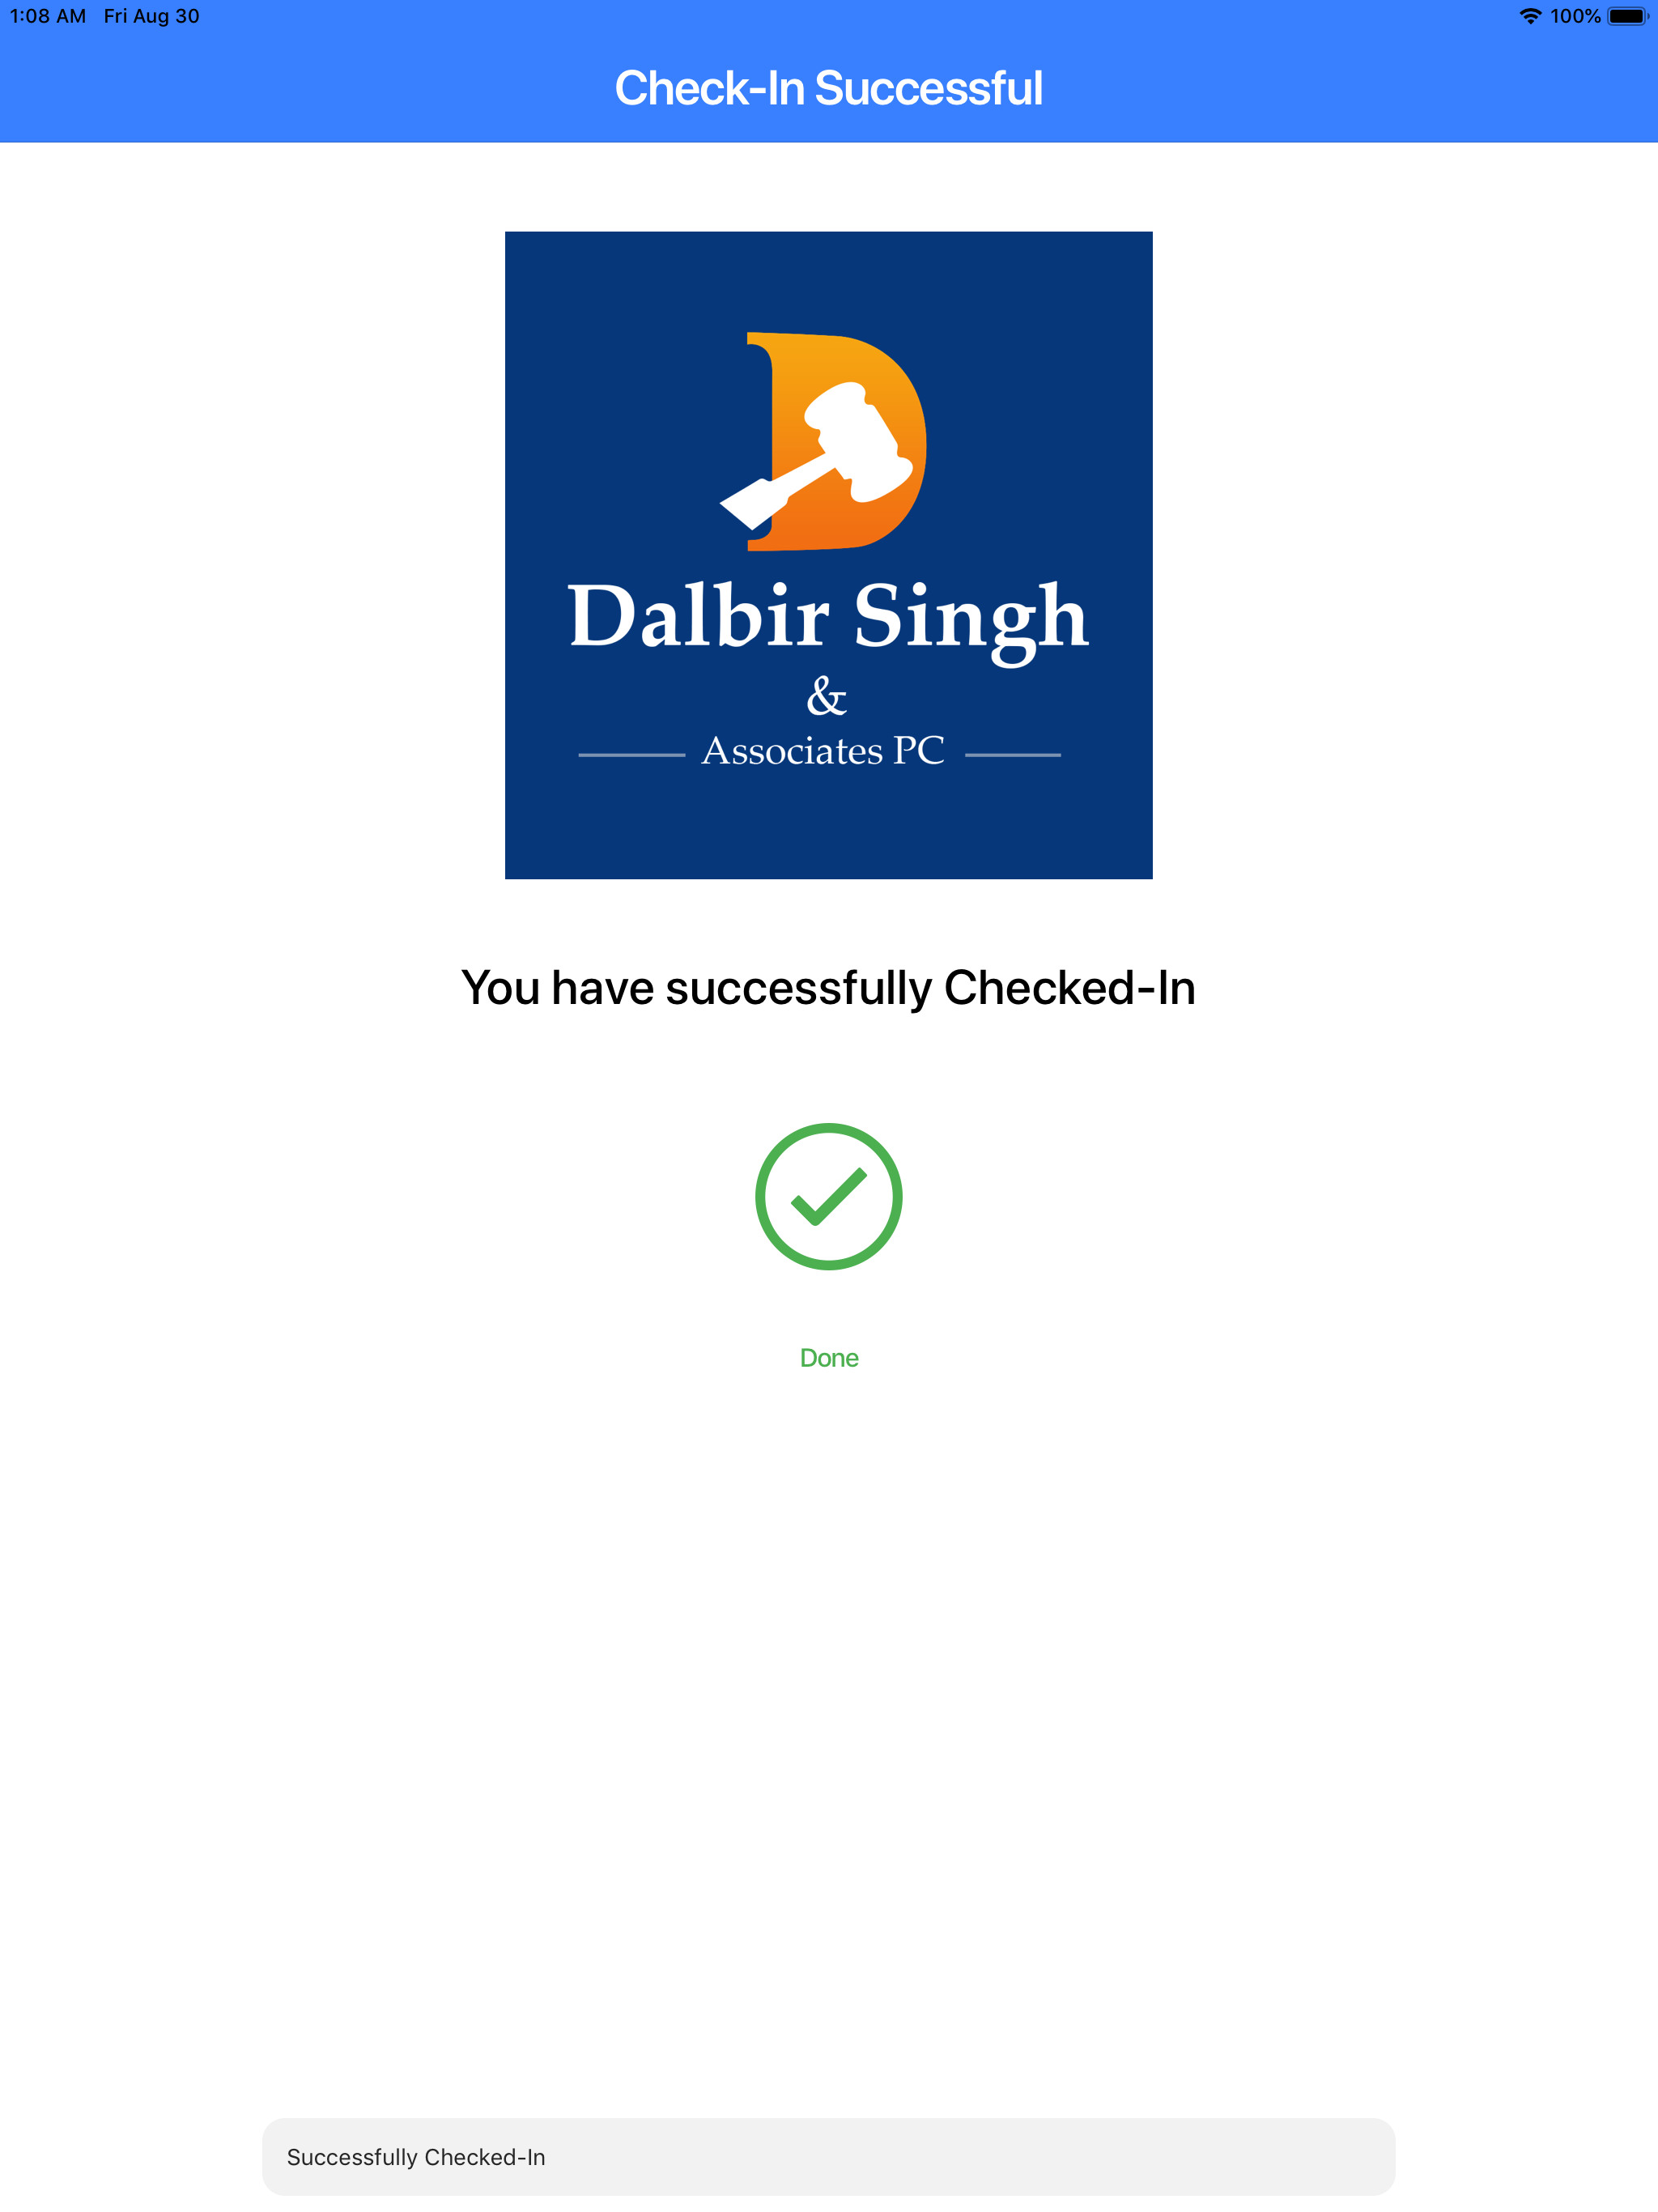 1:08 AM Fri Aug 30 100%
Check-In Successful
Dalbir Singh
&
Associates PC
You have successfully Checked-In
Done
Successfully Checked-In